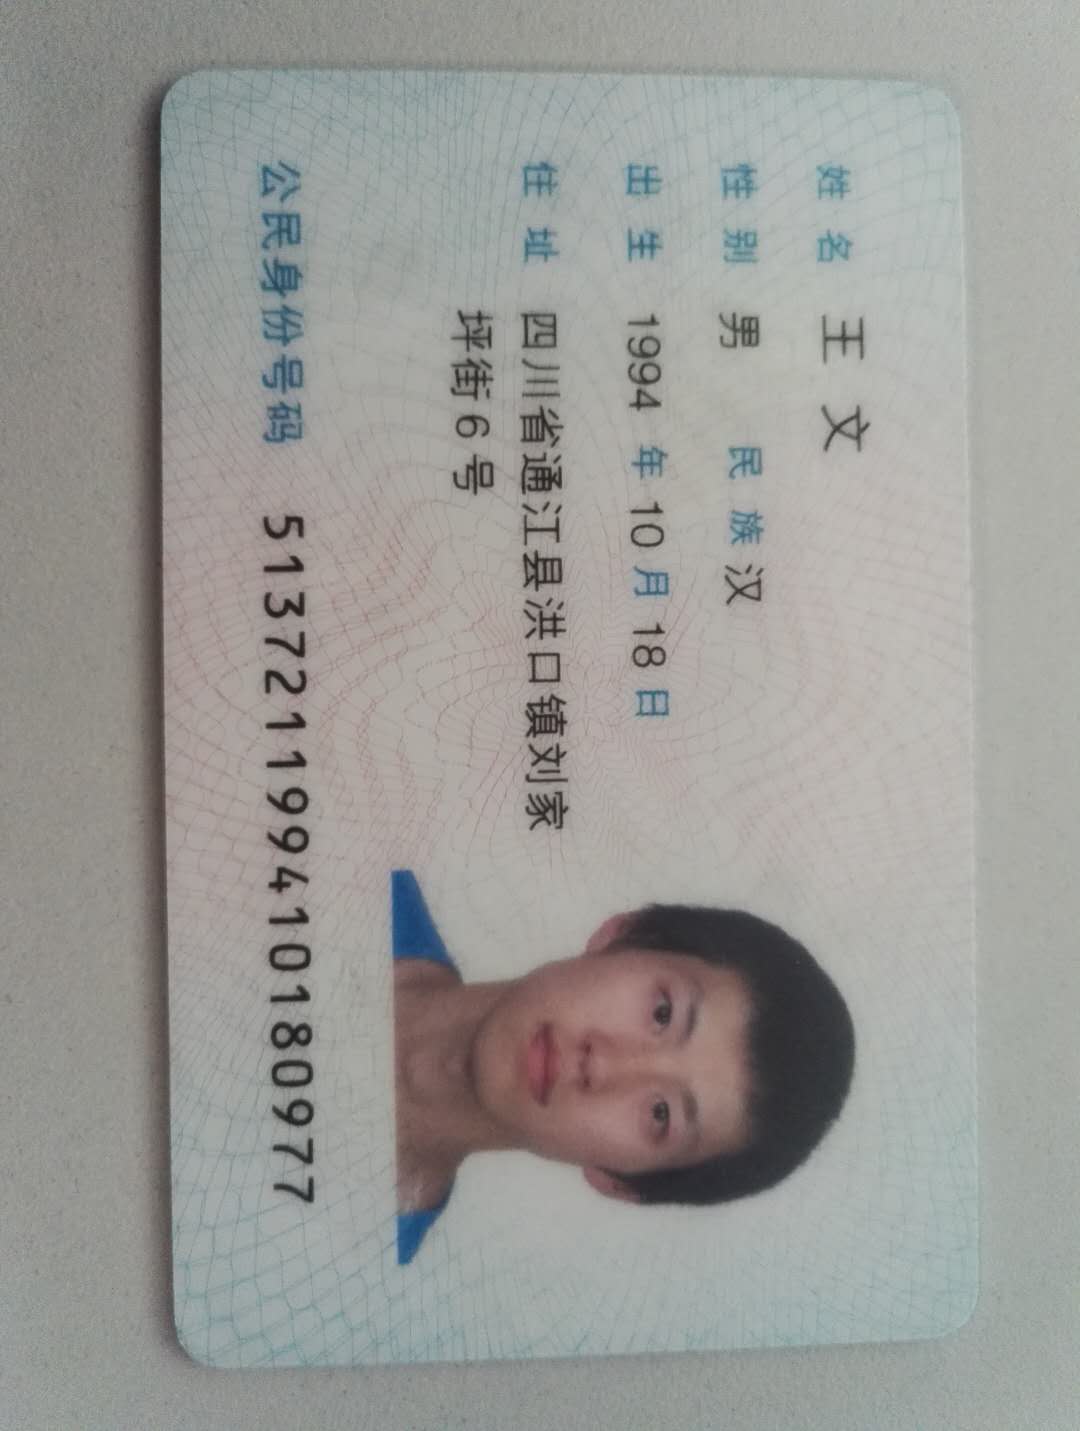 姓名 王文
性别 男 民族 汉
出生 1994 年 10 月 18 日
住址 四川省通江县洪口镇刘家
坪街6号
公民身份号码 513721199410180977